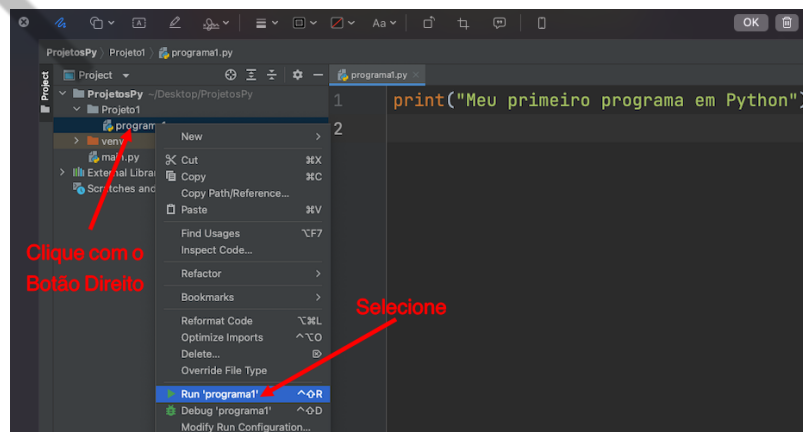 Aa OK
ProjetosPy Projeto1 programa1.py
Project
Project
programa1.py
ProjetosPy ~/Desktop/ProjetosPy
Projeto1
venv
main.py
External Librar
Scratches and
1 print("Meu primeiro programa em Python")
2
New
Cut ⌘X
Copy ⌘C
Copy Path/Reference...
Paste ⌘V
Find Usages ⌥F7
Inspect Code...
Refactor
Bookmarks
Reformat Code ⌥⌘L
Optimize Imports ^⌥O
Delete... ⌦
Override File Type
Run 'programa1' ^⇧R
Debug 'programa1' ^⇧D
Modify Run Configuration...
Clique com o
Botão Direito
Selecione